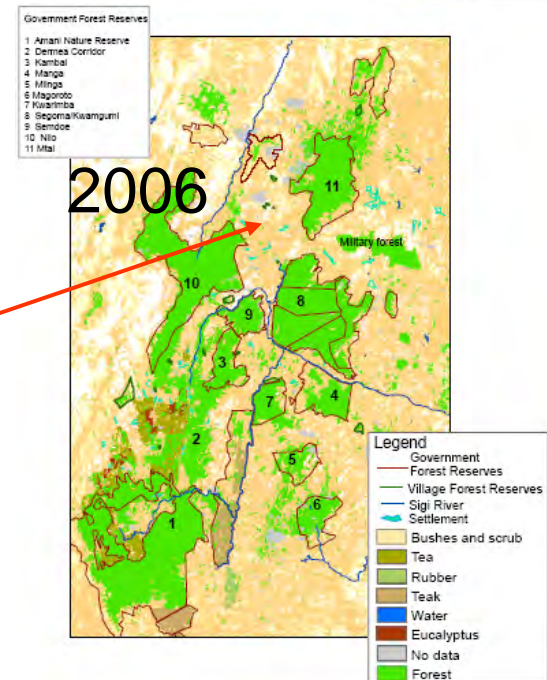 Government Forest Reserves
1 Amani Nature Reserve
2 Dermea Corridor
3 Kambai
4 Manga
5 Mlinga
6 Magoroto
7 Kwarimba
8 Segoma/Kwamgumi
9 Semdoe
10 Nilo
11 Mtai
2006
11
Military forest
10
8
9
3
7
4
2
5
6
1
Legend
Government
Forest Reserves
Village Forest Reserves
Sigi River
Settlement
Bushes and scrub
Tea
Rubber
Teak
Water
Eucalyptus
No data
Forest